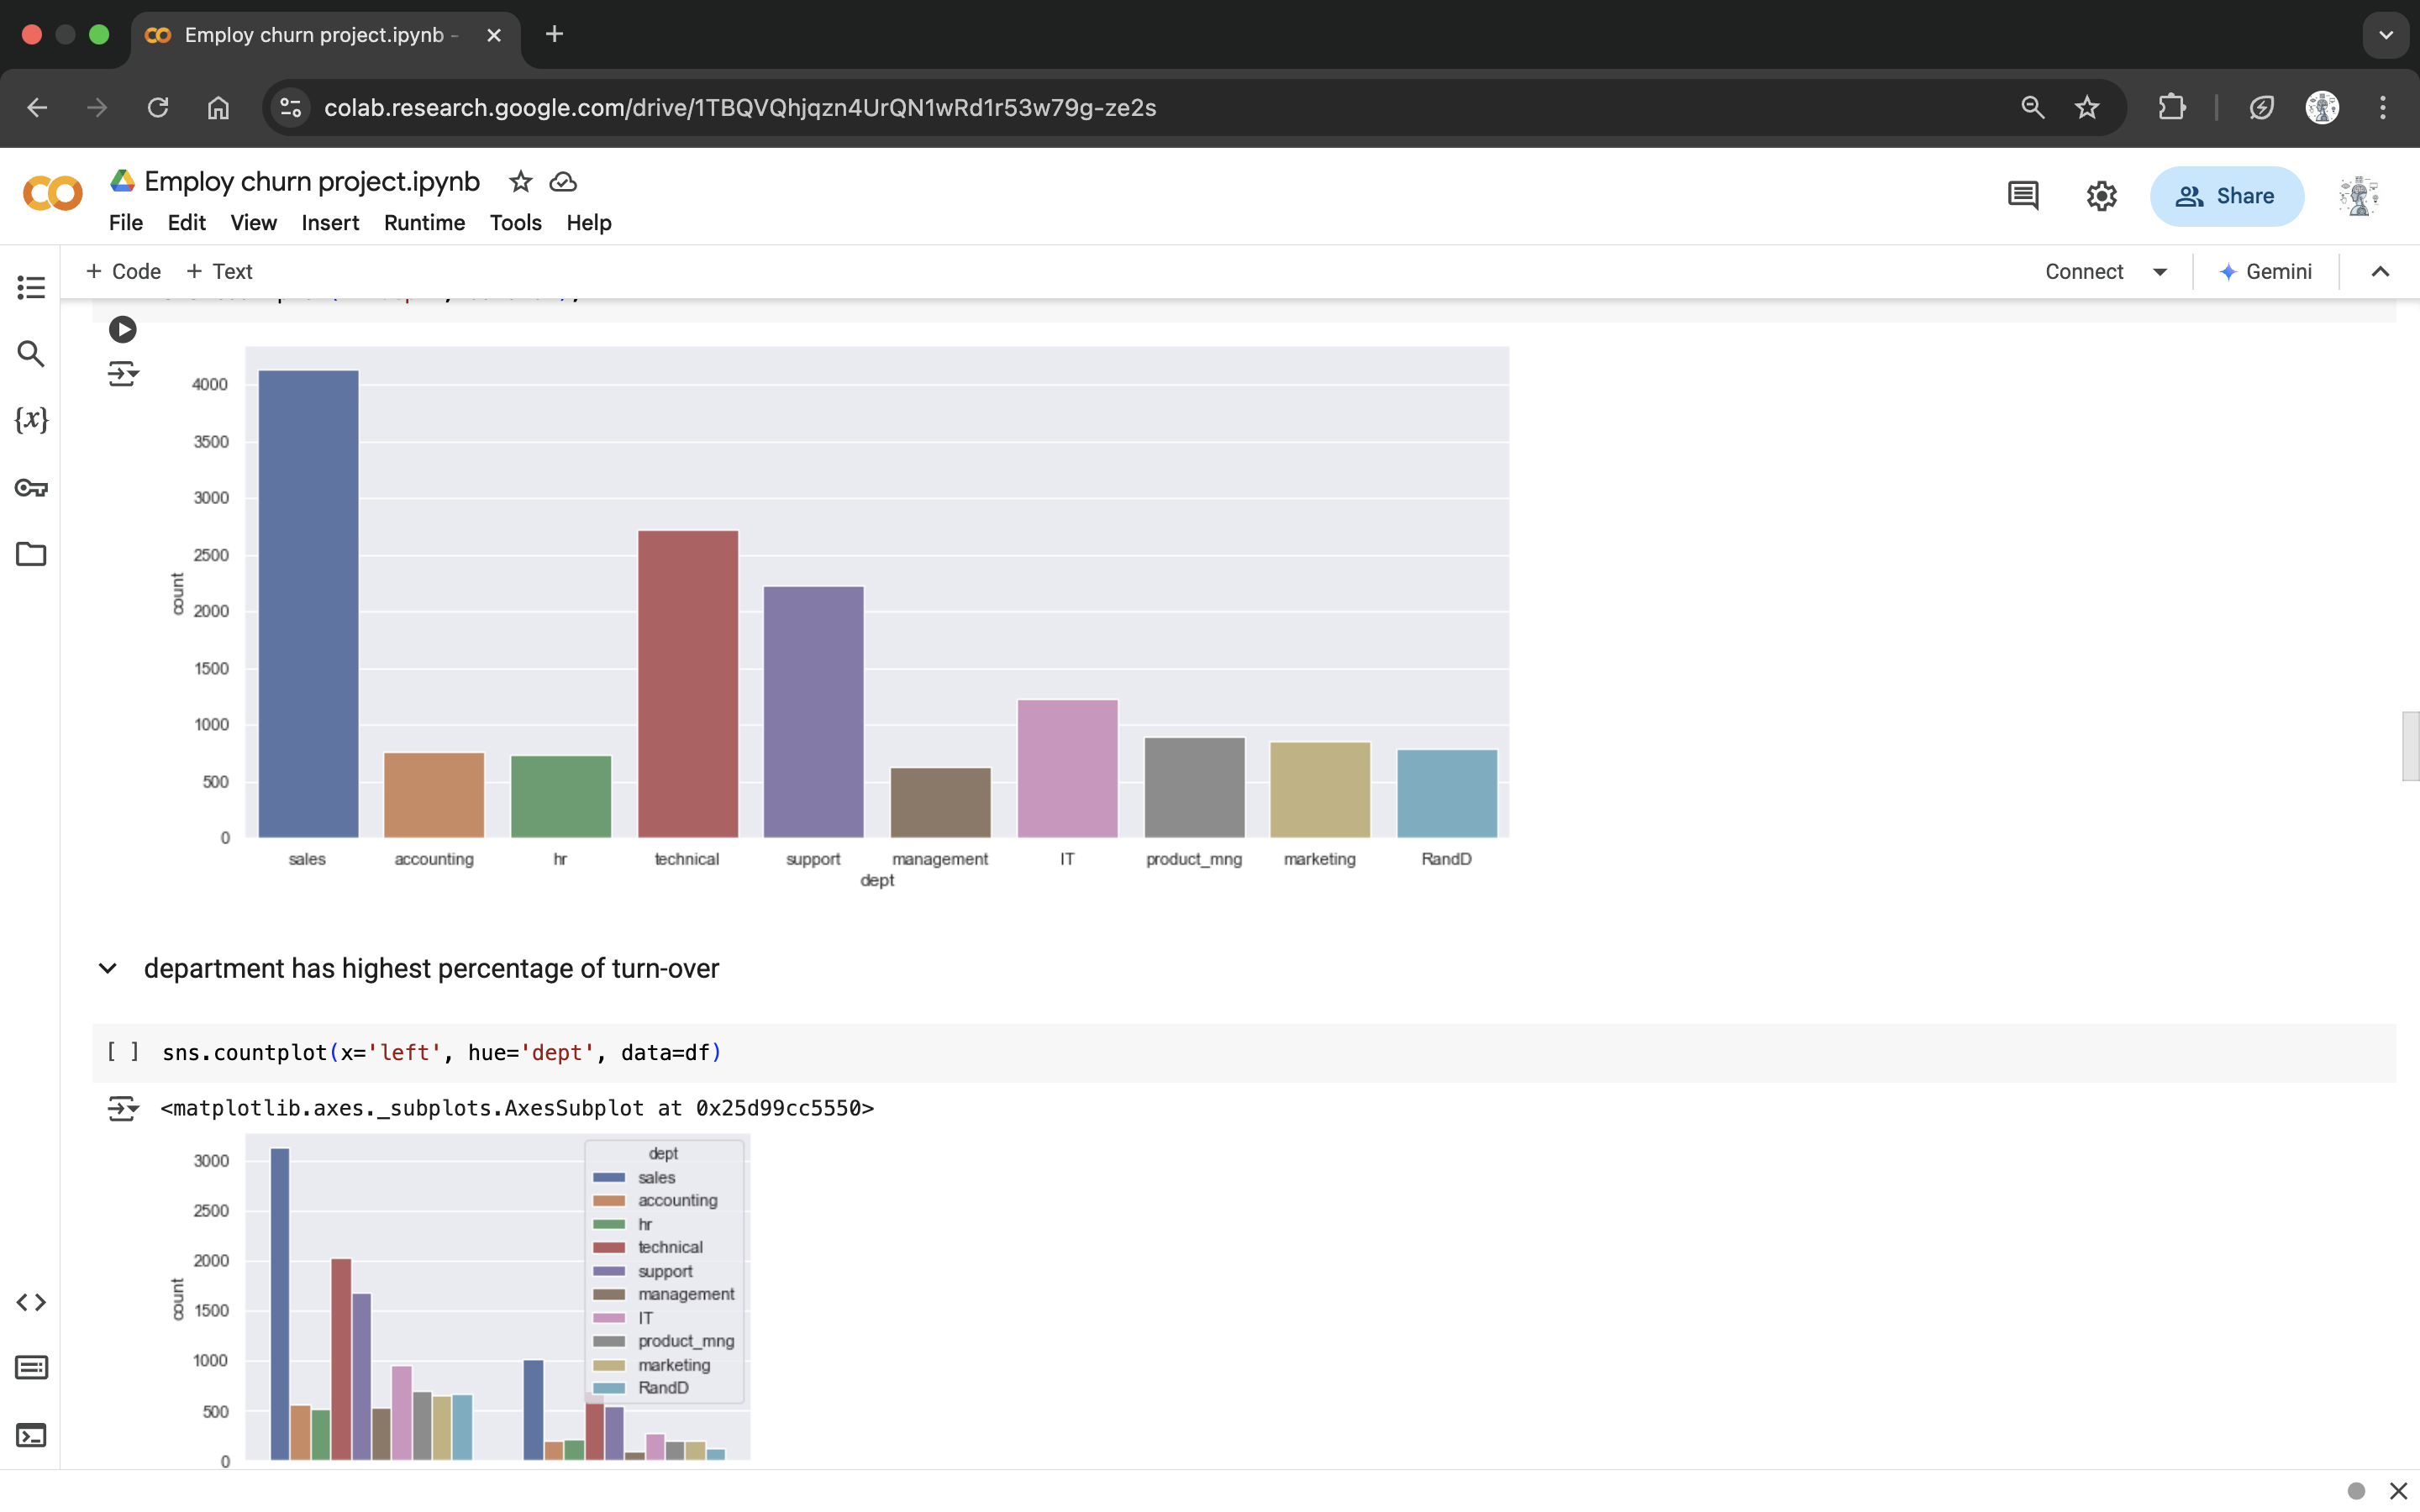 Employ churn project.ipynb -
colab.research.google.com/drive/1TBQVQhjqzn4UrQN1wRd1r53w79g-ze2s
Employ churn project.ipynb
File Edit View Insert Runtime Tools Help
Share
+ Code + Text
Connect
Gemini
{x}
4000
3500
3000
2500
2000
1500
1000
500
0
count
sales accounting hr technical support management IT product_mng marketing RandD
dept
department has highest percentage of turn-over
[ ] sns.countplot(x='left', hue='dept', data=df)
<matplotlib.axes._subplots.AxesSubplot at 0x25d99cc5550>
3000
2500
2000
1500
1000
500
0
count
dept
sales
accounting
hr
technical
support
management
IT
product_mng
marketing
RandD